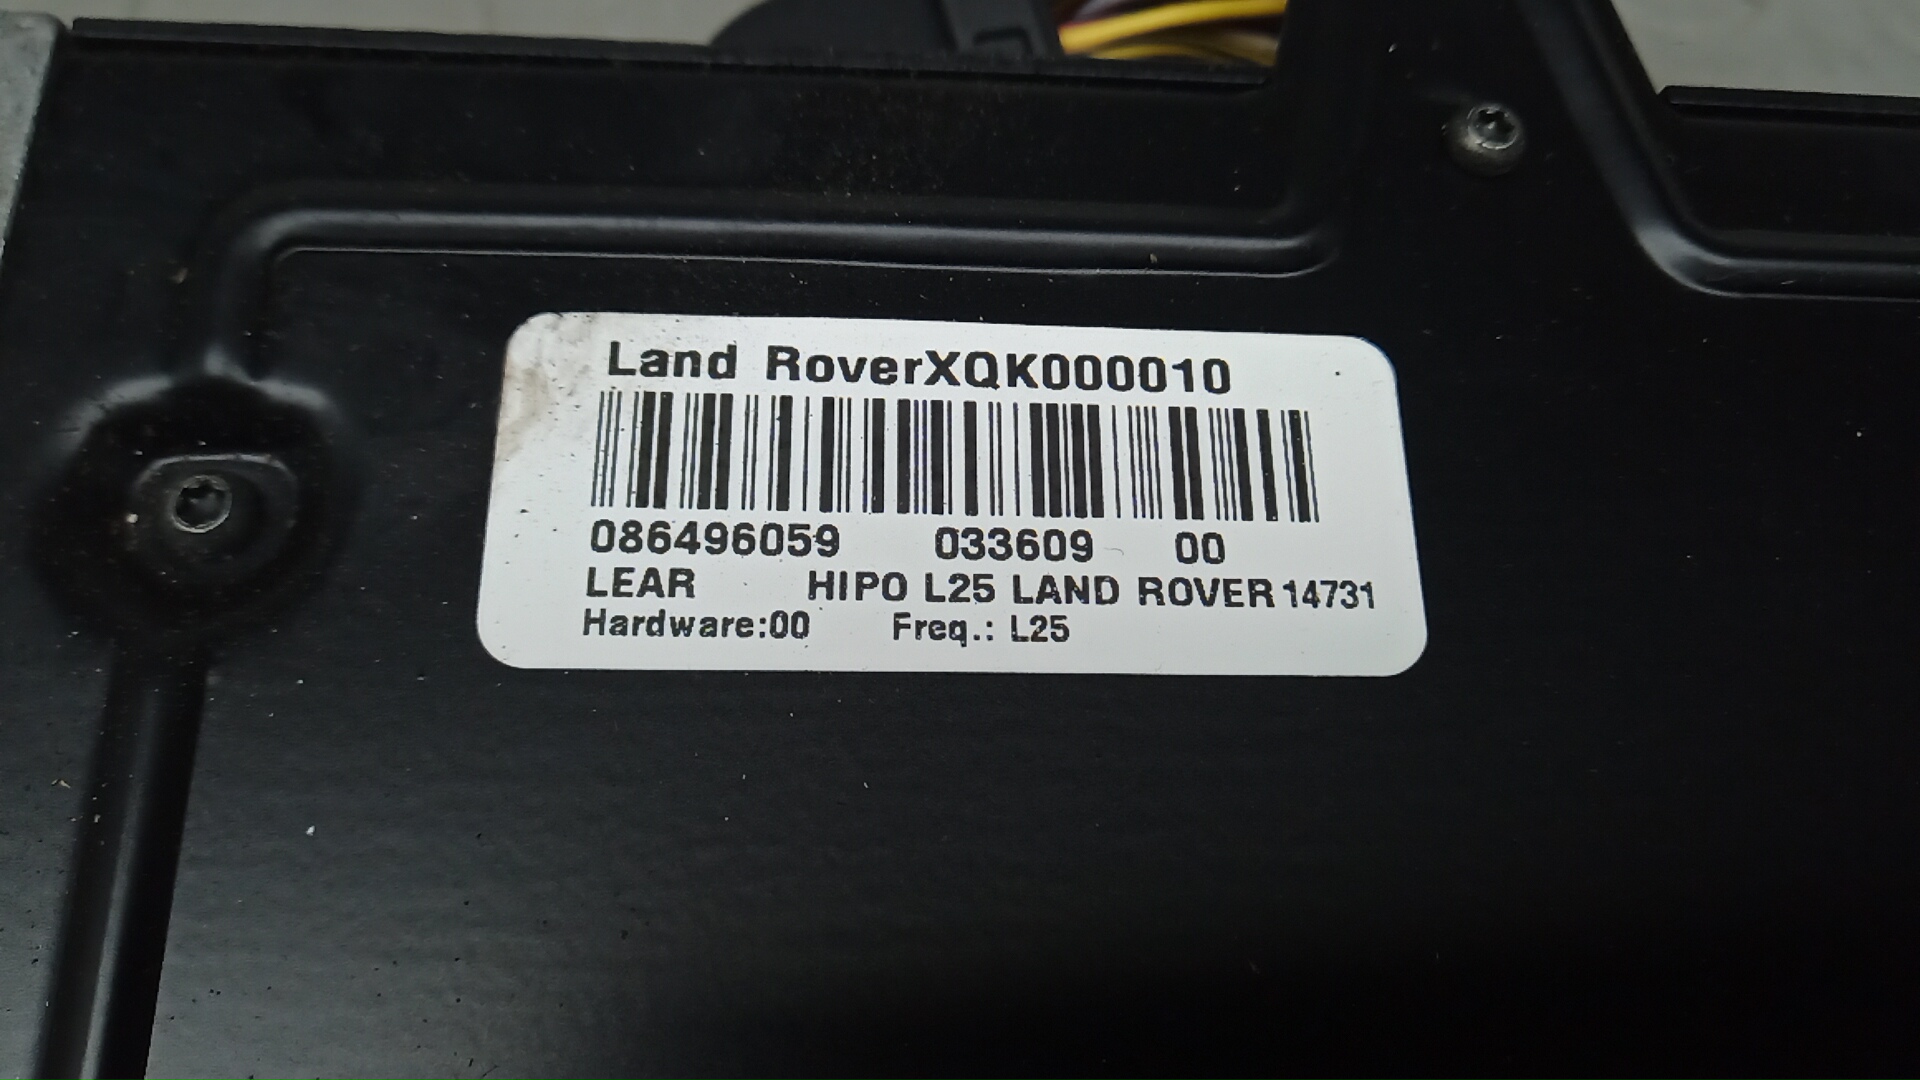 Land RoverXQK000010
086496059 033609 00
LEAR HIPO L25 LAND ROVER 14731
Hardware:00 Freq.: L25